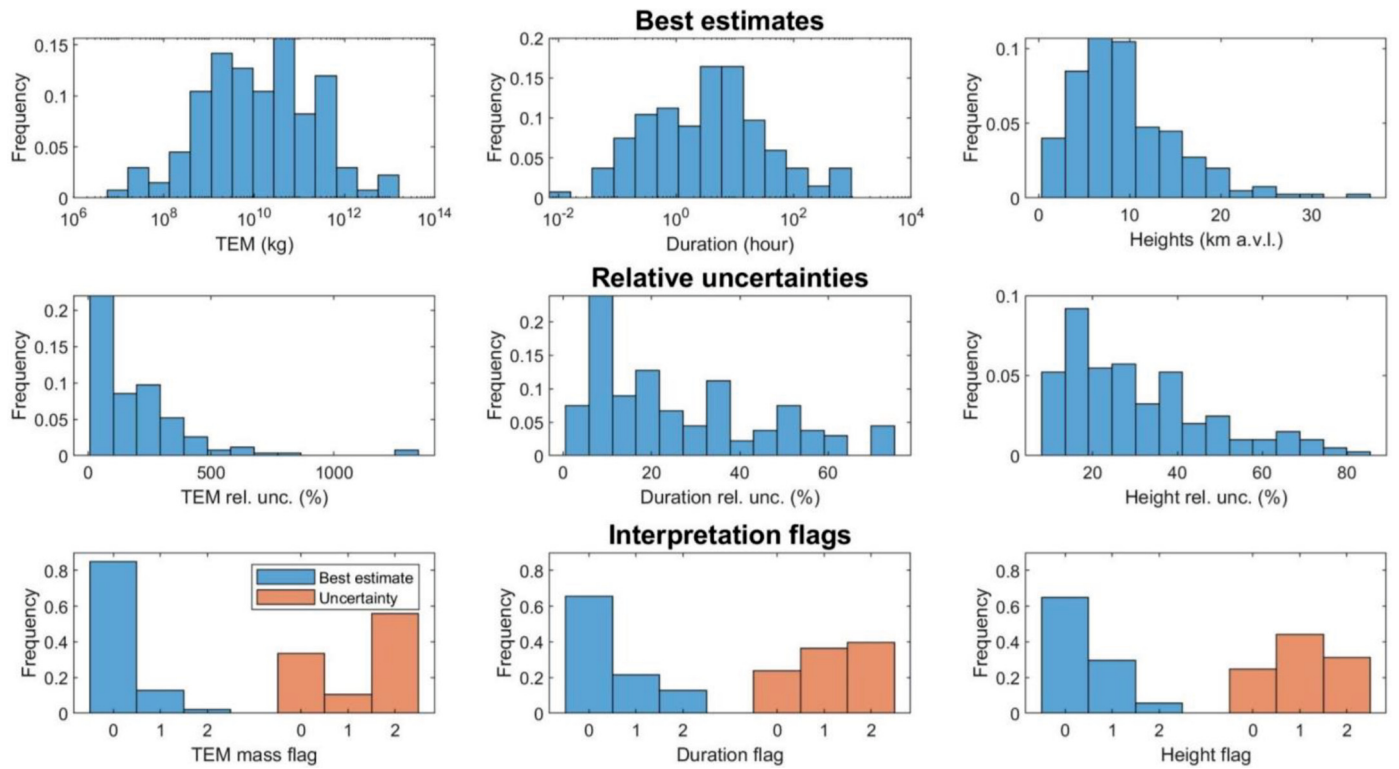 Best estimates
0.15
0.1
0.05
0
Frequency
10^6 10^8 10^10 10^12 10^14
TEM (kg)
0.2
0.15
0.1
0.05
0
Frequency
10^-2 10^0 10^2 10^4
Duration (hour)
0.1
0.05
0
Frequency
0 10 20 30
Heights (km a.v.l.)
Relative uncertainties
0.2
0.15
0.1
0.05
0
Frequency
0 500 1000
TEM rel. unc. (%)
0.2
0.15
0.1
0.05
0
Frequency
0 20 40 60
Duration rel. unc. (%)
0.1
0.05
0
Frequency
20 40 60 80
Height rel. unc. (%)
Interpretation flags
0.8
0.6
0.4
0.2
0
Frequency
Best estimate
Uncertainty
0 1 2 0 1 2
TEM mass flag
0.8
0.6
0.4
0.2
0
Frequency
0 1 2 0 1 2
Duration flag
0.8
0.6
0.4
0.2
0
Frequency
0 1 2 0 1 2
Height flag